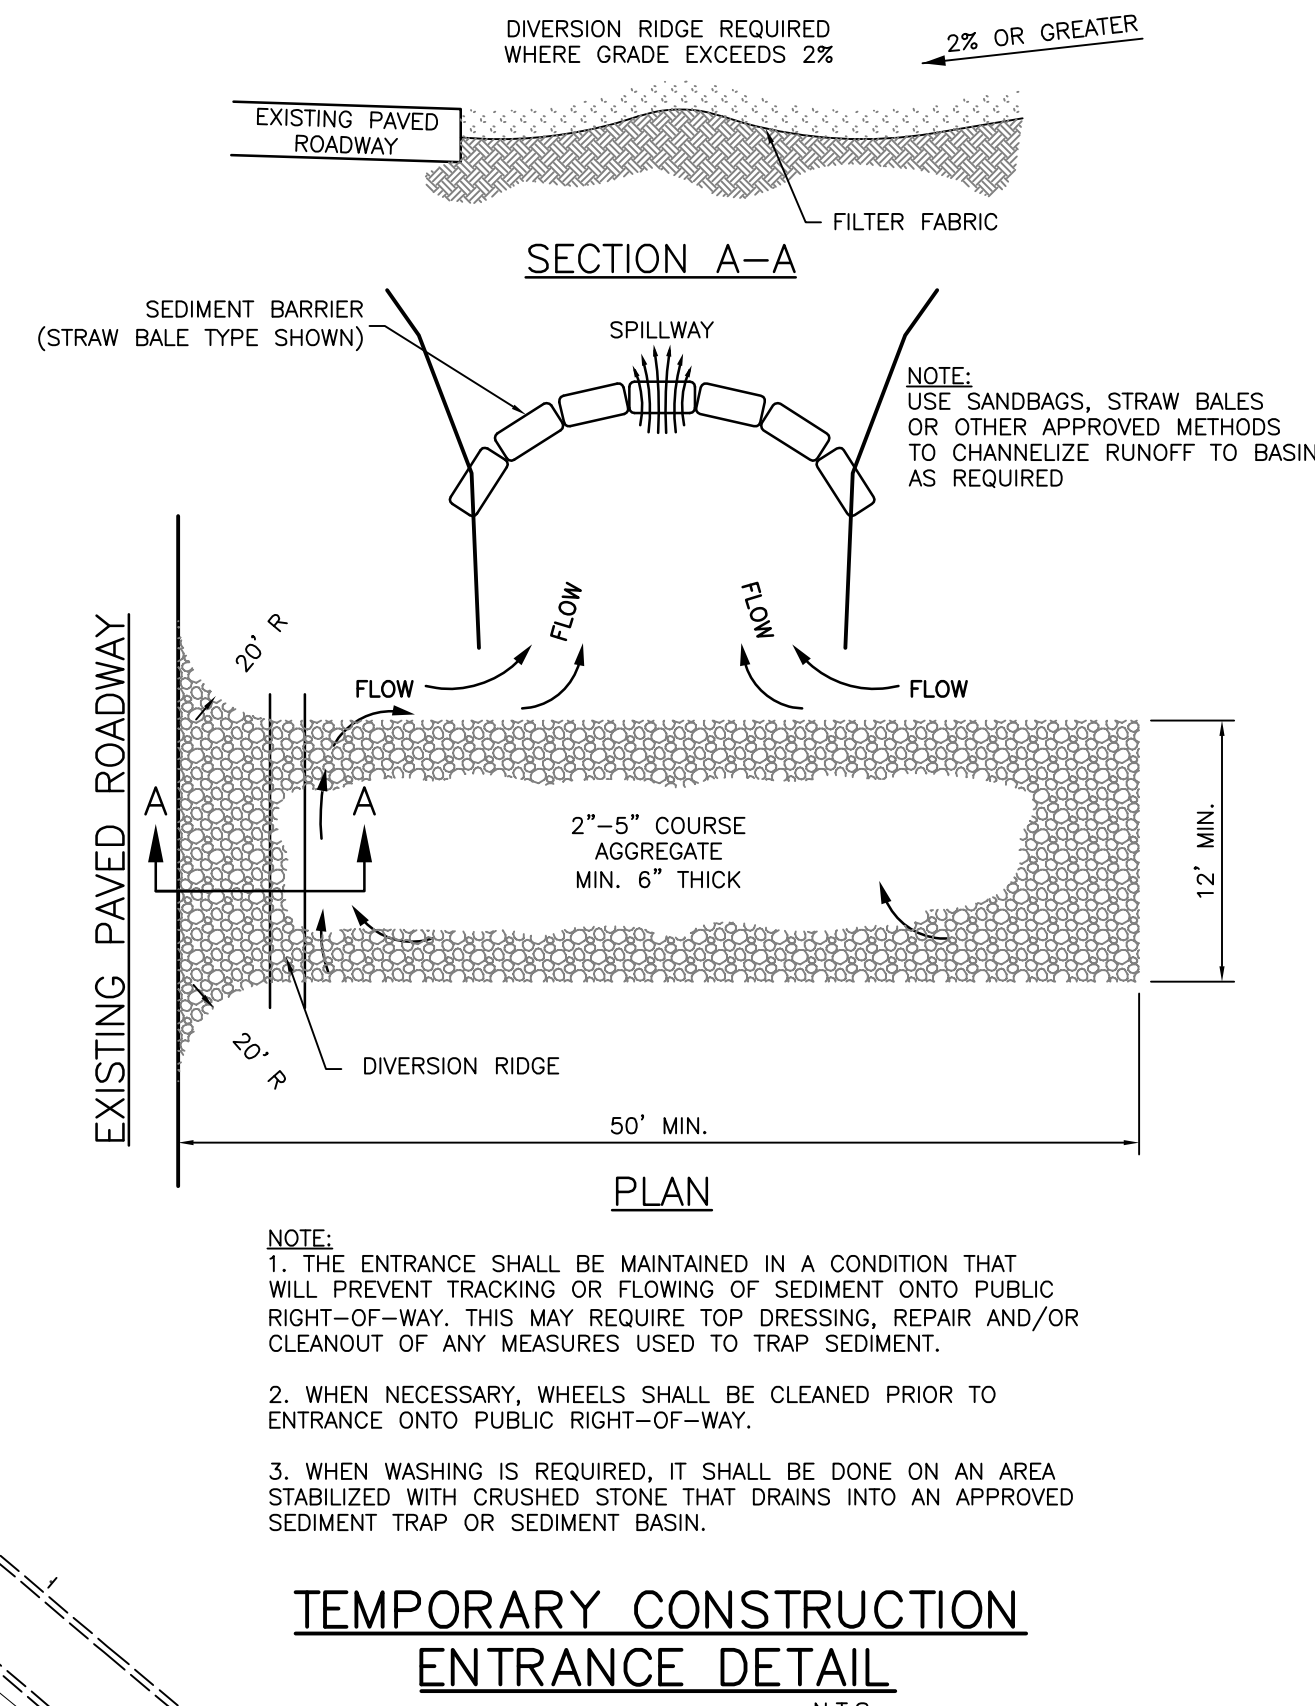 DIVERSION RIDGE REQUIRED
WHERE GRADE EXCEEDS 2%
2% OR GREATER
EXISTING PAVED
ROADWAY
FILTER FABRIC
SECTION A–A
SEDIMENT BARRIER
(STRAW BALE TYPE SHOWN)
SPILLWAY
NOTE:
USE SANDBAGS, STRAW BALES
OR OTHER APPROVED METHODS
TO CHANNELIZE RUNOFF TO BASIN
AS REQUIRED
FLOW
FLOW
FLOW
FLOW
20' R
EXISTING PAVED ROADWAY
A
A
2"–5" COURSE
AGGREGATE
MIN. 6" THICK
12' MIN.
20' R
DIVERSION RIDGE
50' MIN.
PLAN
NOTE:
1. THE ENTRANCE SHALL BE MAINTAINED IN A CONDITION THAT
WILL PREVENT TRACKING OR FLOWING OF SEDIMENT ONTO PUBLIC
RIGHT–OF–WAY. THIS MAY REQUIRE TOP DRESSING, REPAIR AND/OR
CLEANOUT OF ANY MEASURES USED TO TRAP SEDIMENT.
2. WHEN NECESSARY, WHEELS SHALL BE CLEANED PRIOR TO
ENTRANCE ONTO PUBLIC RIGHT–OF–WAY.
3. WHEN WASHING IS REQUIRED, IT SHALL BE DONE ON AN AREA
STABILIZED WITH CRUSHED STONE THAT DRAINS INTO AN APPROVED
SEDIMENT TRAP OR SEDIMENT BASIN.
TEMPORARY CONSTRUCTION
ENTRANCE DETAIL